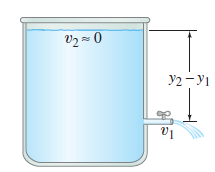 v₂ ≈ 0
y₂ – y₁
v₁